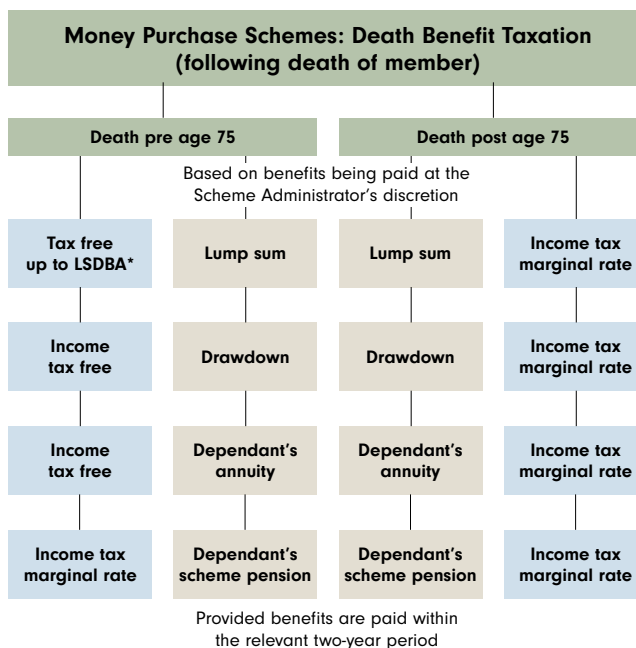 Money Purchase Schemes: Death Benefit Taxation
(following death of member)
Death pre age 75
Death post age 75
Based on benefits being paid at the
Scheme Administrator's discretion
Tax free
up to LSDBA*
Lump sum
Lump sum
Income tax
marginal rate
Income
tax free
Drawdown
Drawdown
Income tax
marginal rate
Income
tax free
Dependant's
annuity
Dependant's
annuity
Income tax
marginal rate
Income tax
marginal rate
Dependant's
scheme pension
Dependant's
scheme pension
Income tax
marginal rate
Provided benefits are paid within
the relevant two-year period